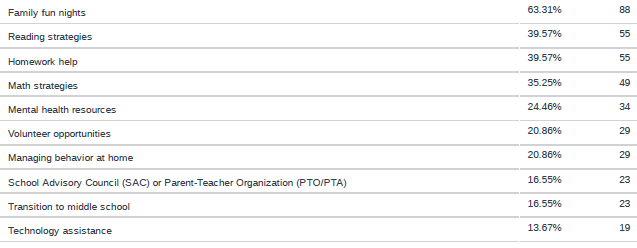 Family fun nights 63.31% 88
Reading strategies 39.57% 55
Homework help 39.57% 55
Math strategies 35.25% 49
Mental health resources 24.46% 34
Volunteer opportunities 20.86% 29
Managing behavior at home 20.86% 29
School Advisory Council (SAC) or Parent-Teacher Organization (PTO/PTA) 16.55% 23
Transition to middle school 16.55% 23
Technology assistance 13.67% 19